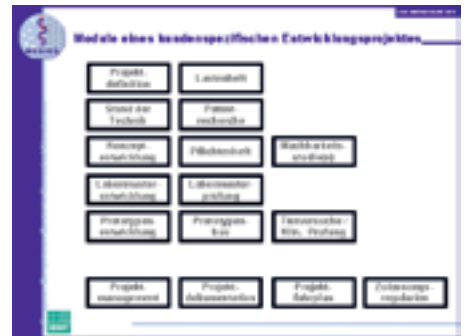 Module eines kundenspezifischen Entwicklungsprojektes
Projekt-
definition
Lastenheft
Stand der
Technik
Patent-
recherche
Konzept-
entwicklung
Pflichtenheft
Machbarkeits-
studie(n)
Labormuster-
entwicklung
Labormuster-
prüfung
Prototypen-
entwicklung
Prototypen-
bau
Tierversuche /
Klin. Prüfung
Projekt-
management
Projekt-
dokumentation
Projekt-
fahrplan
Zulassungs-
regularien